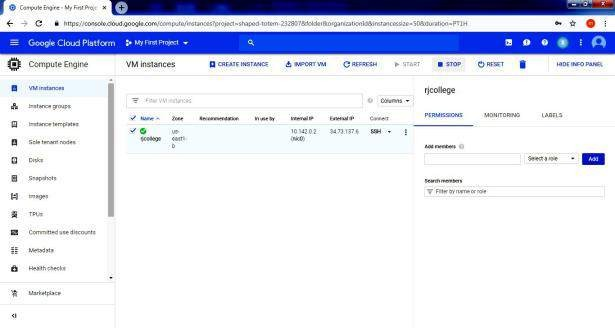 Compute Engine - My First Proje
https://console.cloud.google.com/compute/instances?project=shaped-totem-232807&folder&organizationId&instancessize=50&duration=PT1H
Google Cloud Platform My First Project
Compute Engine VM instances CREATE INSTANCE IMPORT VM REFRESH START STOP RESET HIDE INFO PANEL
VM instances
Instance groups
Instance templates
Sole tenant nodes
Disks
Snapshots
Images
TPUs
Committed use discounts
Metadata
Health checks
Marketplace
Filter VM instances Columns
Name Zone Recommendation In use by Internal IP External IP Connect
rjcollege us-east1-b 10.142.0.2 (nic0) 34.73.137.6 SSH
rjcollege
PERMISSIONS MONITORING LABELS
Add members
Select a role Add
Search members
Filter by name or role